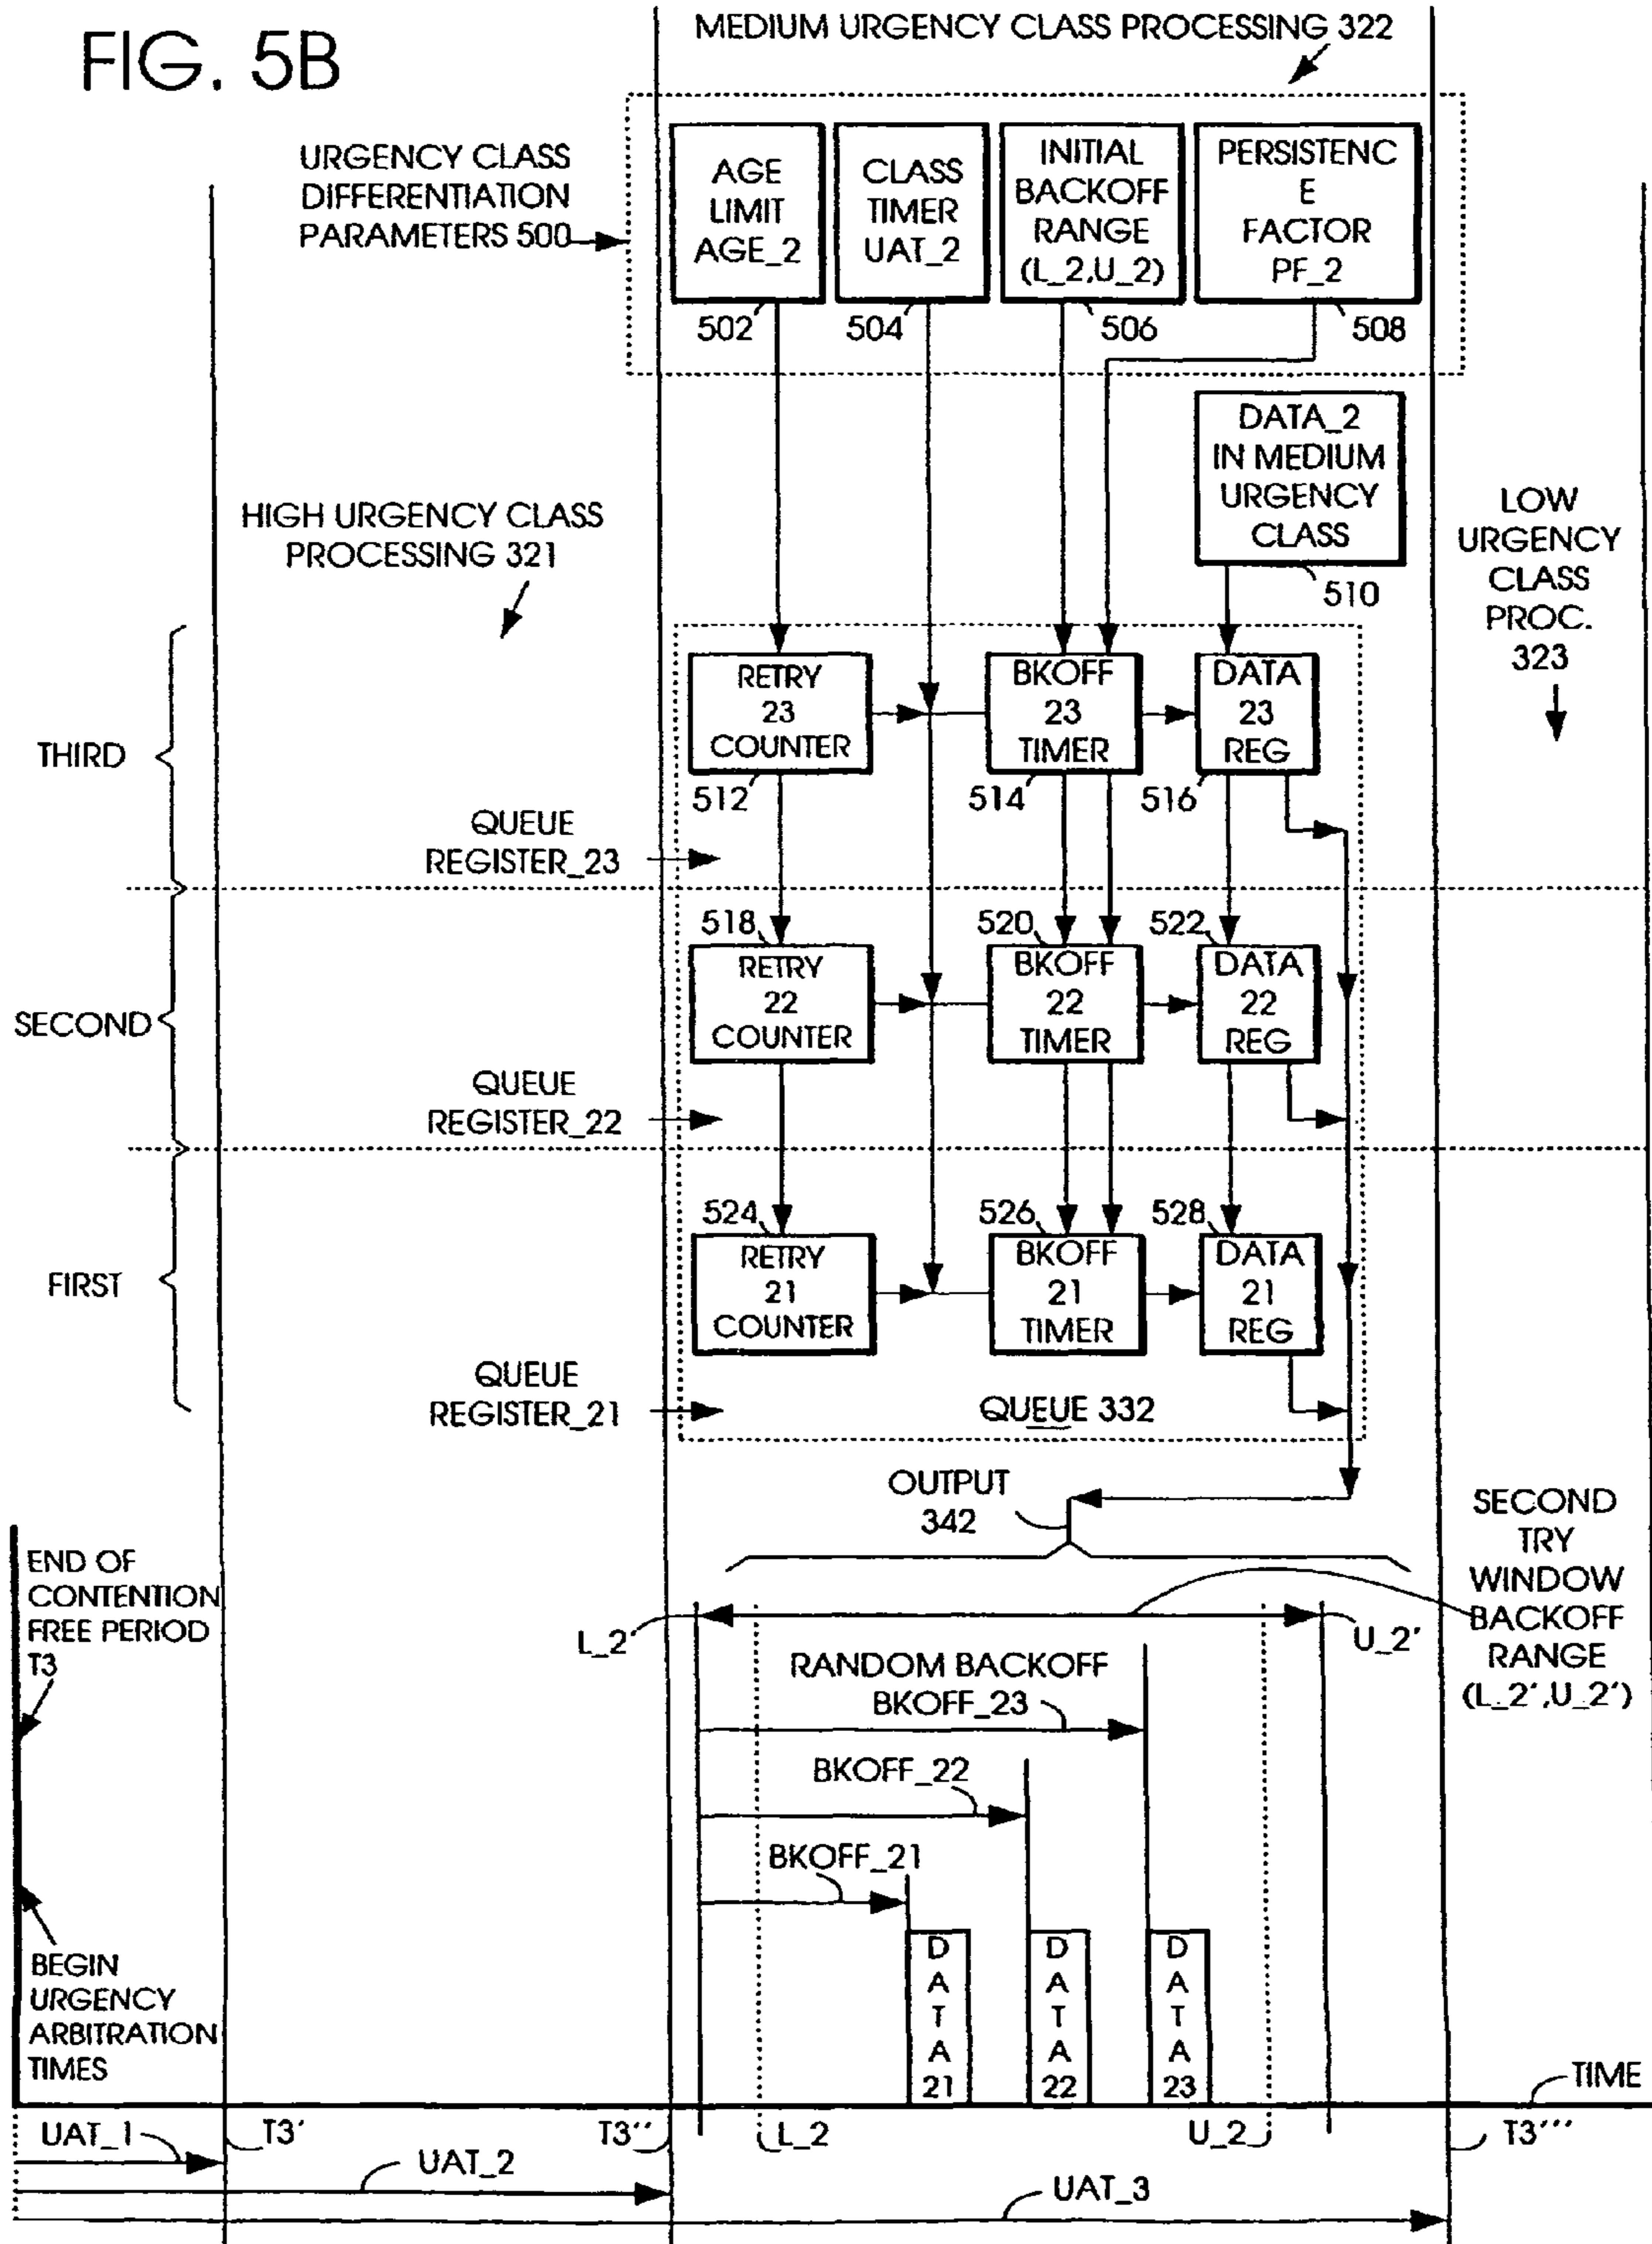 FIG. 5B
MEDIUM URGENCY CLASS PROCESSING 322
URGENCY CLASS
DIFFERENTIATION
PARAMETERS 500
AGE
LIMIT
AGE_2
502
CLASS
TIMER
UAT_2
504
INITIAL
BACKOFF
RANGE
(L_2,U_2)
506
PERSISTENC
E
FACTOR
PF_2
508
DATA_2
IN MEDIUM
URGENCY
CLASS
510
HIGH URGENCY CLASS
PROCESSING 321
LOW
URGENCY
CLASS
PROC.
323
THIRD
RETRY
23
COUNTER
512
BKOFF
23
TIMER
514
DATA
23
REG
516
QUEUE
REGISTER_23
SECOND
518
RETRY
22
COUNTER
520
BKOFF
22
TIMER
522
DATA
22
REG
QUEUE
REGISTER_22
FIRST
524
RETRY
21
COUNTER
526
BKOFF
21
TIMER
528
DATA
21
REG
QUEUE
REGISTER_21
QUEUE 332
OUTPUT
342
SECOND
TRY
WINDOW
BACKOFF
RANGE
(L_2',U_2')
END OF
CONTENTION
FREE PERIOD
T3
L_2'
U_2'
RANDOM BACKOFF
BKOFF_23
BKOFF_22
BKOFF_21
BEGIN
URGENCY
ARBITRATION
TIMES
D
A
T
A
21
D
A
T
A
22
D
A
T
A
23
TIME
UAT_1
T3'
T3''
L_2
U_2
T3'''
UAT_2
UAT_3